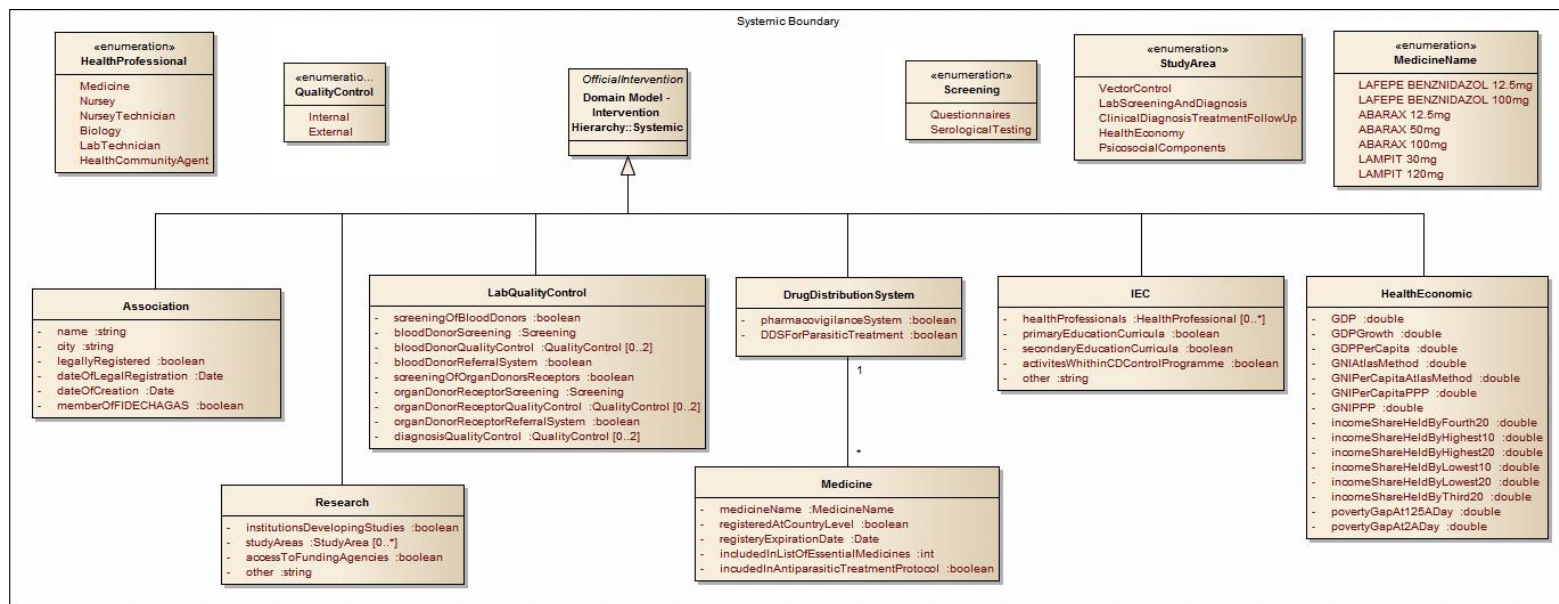 Systemic Boundary
«enumeration»
HealthProfessional
Medicine
Nursey
NurseyTechnician
Biology
LabTechnician
HealthCommunityAgent
«enumeratio...
QualityControl
Internal
External
OfficialIntervention
Domain Model -
Intervention
Hierarchy::Systemic
«enumeration»
Screening
Questionnaires
SerologicalTesting
«enumeration»
StudyArea
VectorControl
LabScreeningAndDiagnosis
ClinicalDiagnosisTreatmentFollowUp
HealthEconomy
PsicosocialComponents
«enumeration»
MedicineName
LAFEPE BENZNIDAZOL 12.5mg
LAFEPE BENZNIDAZOL 100mg
ABARAX 12.5mg
ABARAX 50mg
ABARAX 100mg
LAMPIT 30mg
LAMPIT 120mg
Association
- name :string
- city :string
- legallyRegistered :boolean
- dateOfLegalRegistration :Date
- dateOfCreation :Date
- memberOfFIDECHAGAS :boolean
LabQualityControl
- screeningOfBloodDonors :boolean
- bloodDonorScreening :Screening
- bloodDonorQualityControl :QualityControl [0..2]
- bloodDonorReferralSystem :boolean
- screeningOfOrganDonorsReceptors :boolean
- organDonorReceptorScreening :Screening
- organDonorReceptorQualityControl :QualityControl [0..2]
- organDonorReceptorReferralSystem :boolean
- diagnosisQualityControl :QualityControl [0..2]
DrugDistributionSystem
- pharmacovigilanceSystem :boolean
- DDSForParasiticTreatment :boolean
1
*
IEC
- healthProfessionals :HealthProfessional [0..*]
- primaryEducationCurricula :boolean
- secondaryEducationCurricula :boolean
- activitesWhithinCDControlProgramme :boolean
- other :string
HealthEconomic
- GDP :double
- GDPGrowth :double
- GDPPerCapita :double
- GNIAtlasMethod :double
- GNIPerCapitaAtlasMethod :double
- GNIPerCapitaPPP :double
- GNIPPP :double
- incomeShareHeldByFourth20 :double
- incomeShareHeldByHighest10 :double
- incomeShareHeldByHighest20 :double
- incomeShareHeldByLowest10 :double
- incomeShareHeldByLowest20 :double
- incomeShareHeldByThird20 :double
- povertyGapAt125ADay :double
- povertyGapAt2ADay :double
Research
- institutionsDevelopingStudies :boolean
- studyAreas :StudyArea [0..*]
- accessToFundingAgencies :boolean
- other :string
Medicine
- medicineName :MedicineName
- registeredAtCountryLevel :boolean
- registeryExpirationDate :Date
- includedInListOfEssentialMedicines :int
- incudedInAntiparasiticTreatmentProtocol :boolean